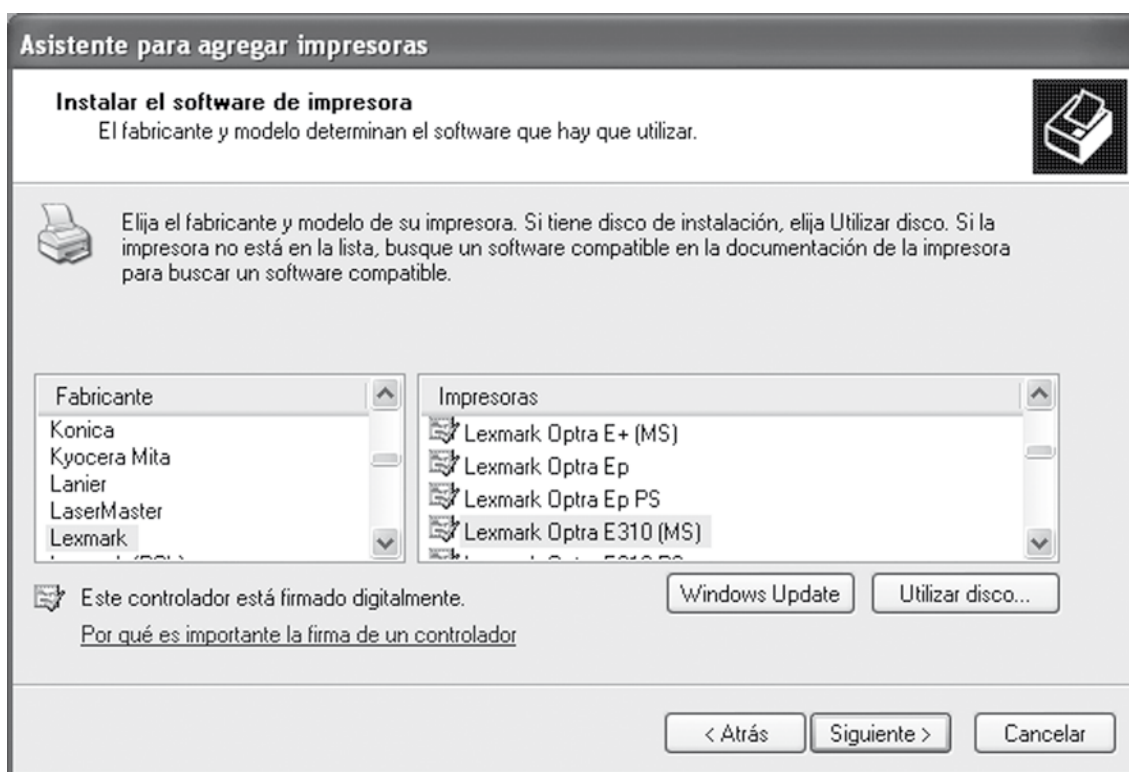 Asistente para agregar impresoras
Instalar el software de impresora
El fabricante y modelo determinan el software que hay que utilizar.
Elija el fabricante y modelo de su impresora. Si tiene disco de instalación, elija Utilizar disco. Si la
impresora no está en la lista, busque un software compatible en la documentación de la impresora
para buscar un software compatible.
Fabricante
Konica
Kyocera Mita
Lanier
LaserMaster
Lexmark
Impresoras
Lexmark Optra E+ (MS)
Lexmark Optra Ep
Lexmark Optra Ep PS
Lexmark Optra E310 (MS)
Este controlador está firmado digitalmente.
Por qué es importante la firma de un controlador
Windows Update
Utilizar disco...
< Atrás
Siguiente >
Cancelar